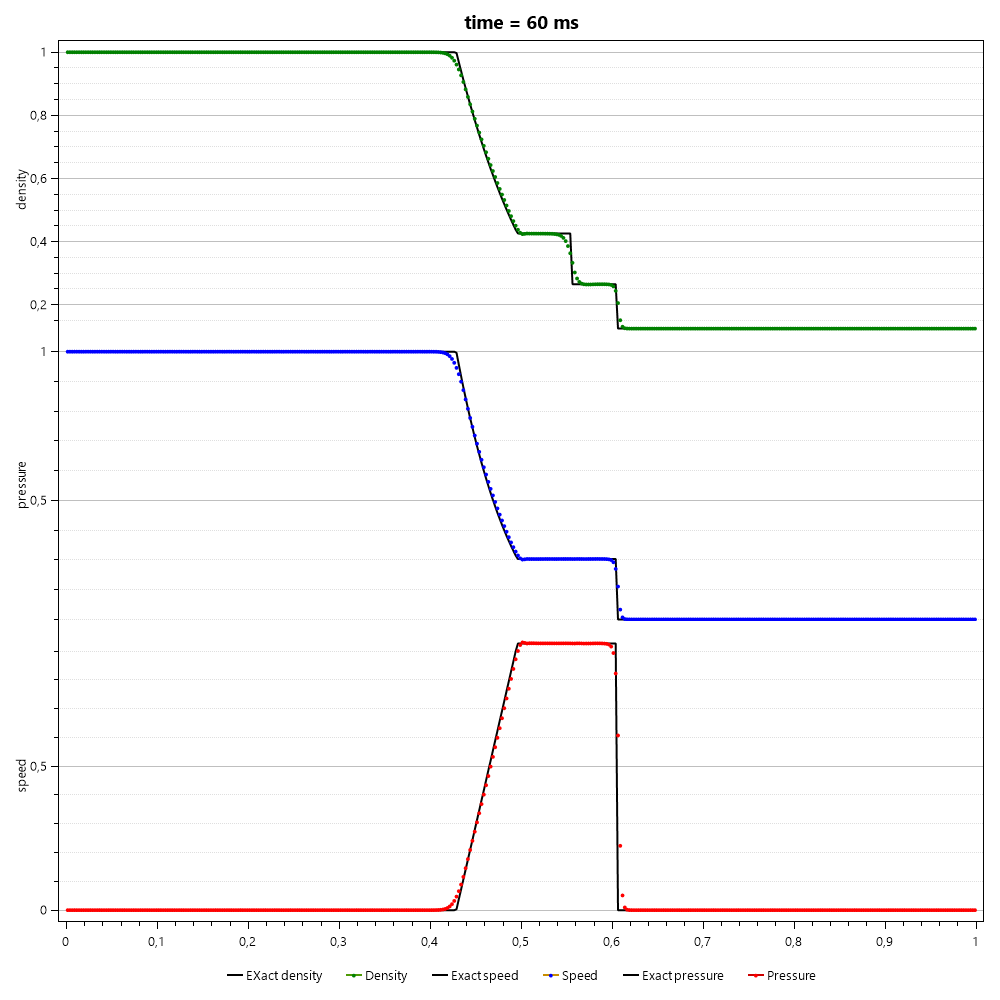 time = 60 ms
1
0,8
0,6
0,4
0,2
density
1
0,5
pressure
0,5
0
speed
0 0,1 0,2 0,3 0,4 0,5 0,6 0,7 0,8 0,9 1
EXact density Density Exact speed Speed Exact pressure Pressure